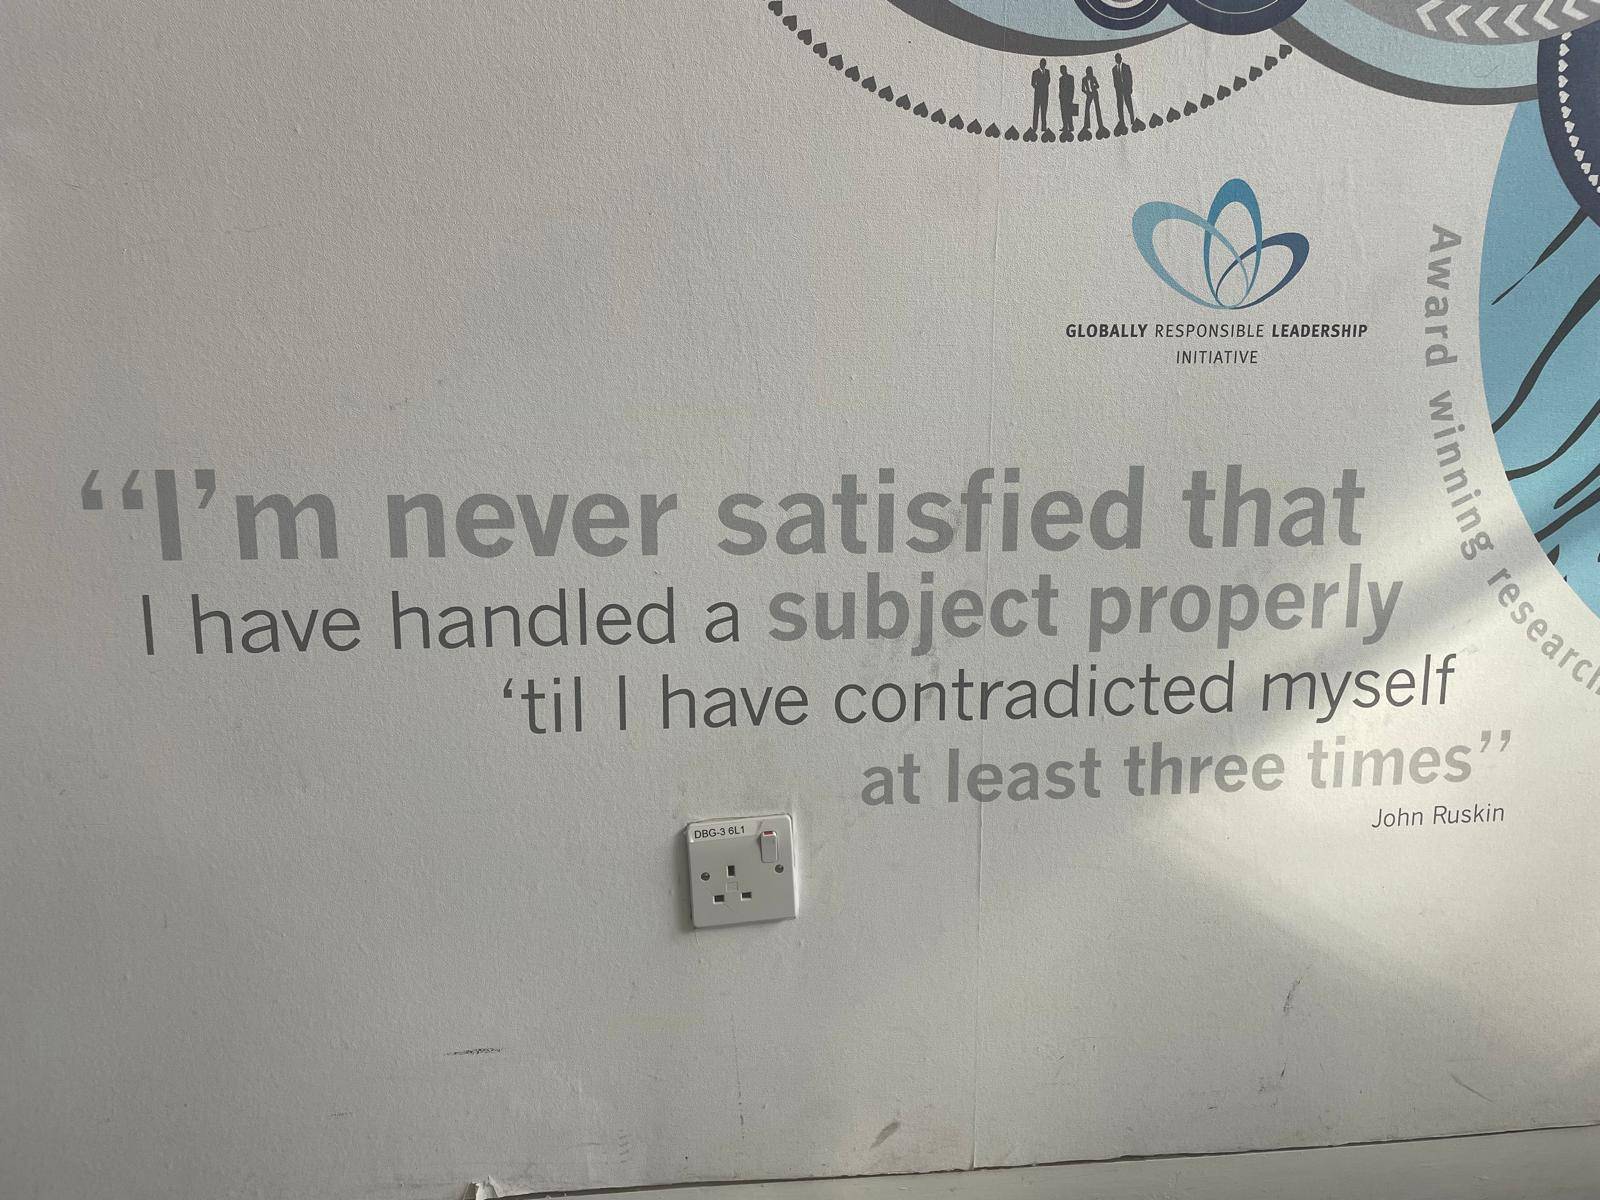 GLOBALLY RESPONSIBLE LEADERSHIP
INITIATIVE
Award winning research
“I’m never satisfied that
I have handled a subject properly
‘til I have contradicted myself
at least three times”
John Ruskin
DBG-3 6L1